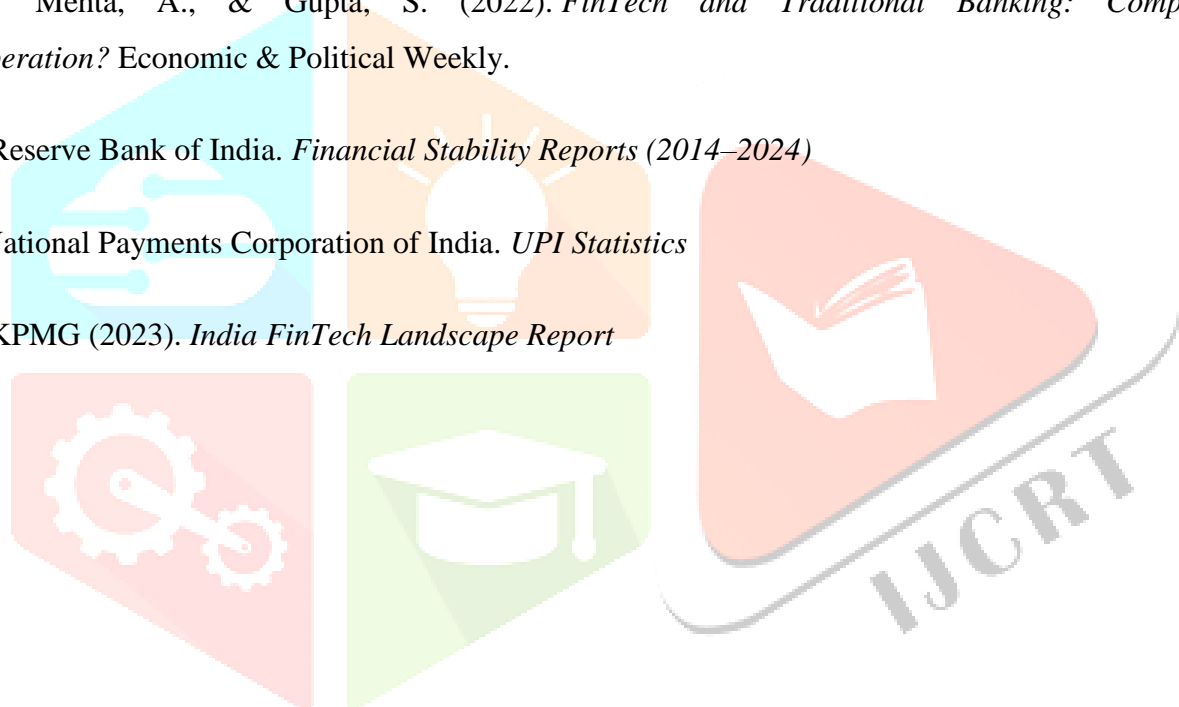 Mehta, A., & Gupta, S. (2022). FinTech and Traditional Banking: Comp
peration? Economic & Political Weekly.
Reserve Bank of India. Financial Stability Reports (2014–2024)
National Payments Corporation of India. UPI Statistics
KPMG (2023). India FinTech Landscape Report
IJCRT